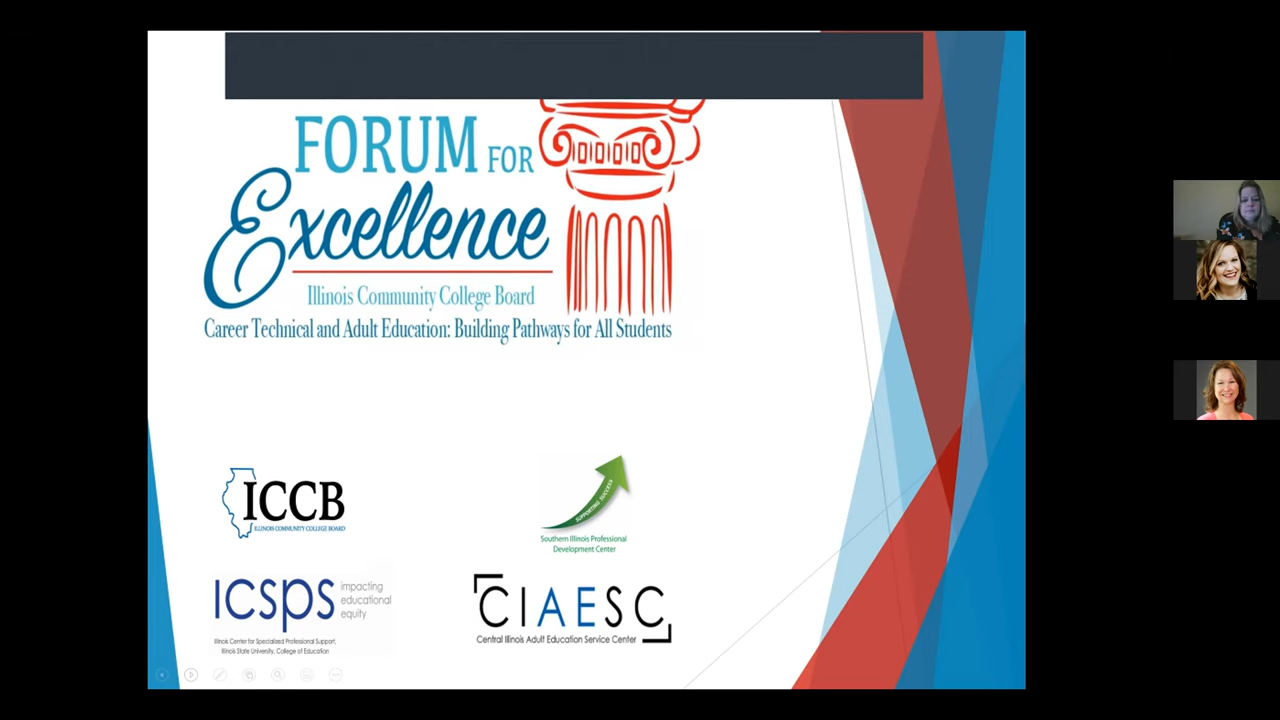 FORUM FOR
Excellence
Illinois Community College Board
Career Technical and Adult Education: Building Pathways for All Students
ICCB
ILLINOIS COMMUNITY COLLEGE BOARD
SUPPORTING SUCCESS
Southern Illinois Professional
Development Center
ICSPS impacting
educational
equity
Illinois Center for Specialized Professional Support,
Illinois State University, College of Education
CIAESC
Central Illinois Adult Education Service Center